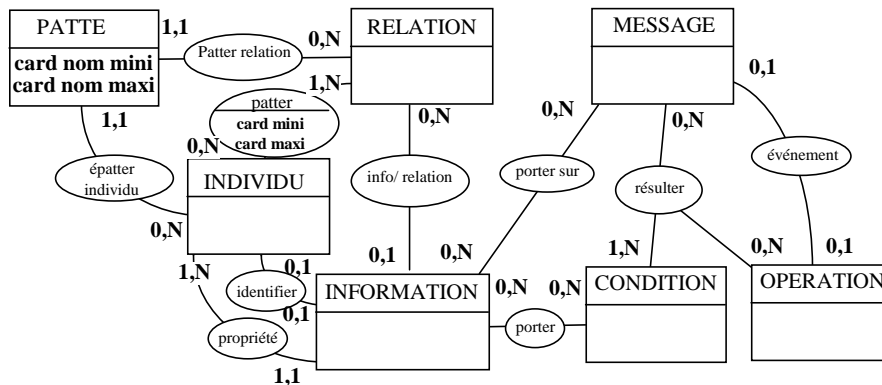 PATTE
1,1
RELATION
MESSAGE
Patter relation
0,N
0,1
card nom mini
card nom maxi
1,N
patter
card mini
card maxi
1,1
0,N
0,N
0,N
0,N
épatter
individu
INDIVIDU
info/ relation
porter sur
résulter
événement
0,N
1,N
0,1
identifier
0,1
0,1
0,N
1,N
0,N
0,1
INFORMATION
0,N
0,N
CONDITION
OPERATION
propriété
porter
1,1